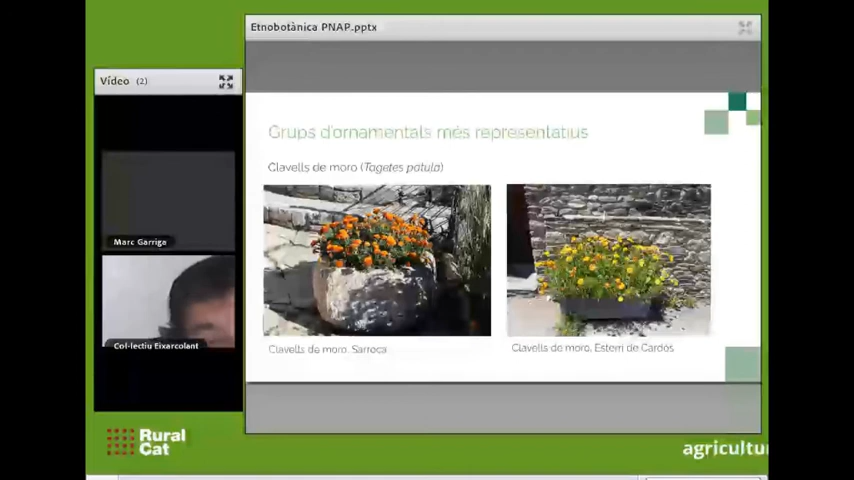 Etnobotànica PNAP.pptx
Vídeo (2)
Grups d'ornamentals més representatius
Clavells de moro (Tagetes patula)
Marc Garriga
Col·lectiu Eixarcolant
Clavells de moro. Sarroca
Clavells de moro. Esterri de Cardós
Rural
Cat
agricultu